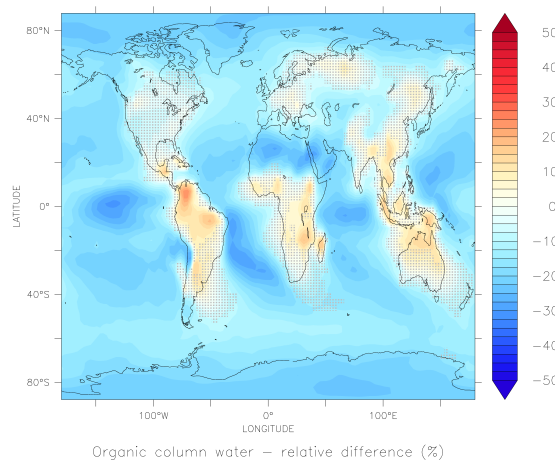 80°N
40°N
0°
40°S
80°S
LATITUDE
100°W
0°
100°E
LONGITUDE
50
40
30
20
10
0
−10
−20
−30
−40
−50
Organic column water − relative difference (%)